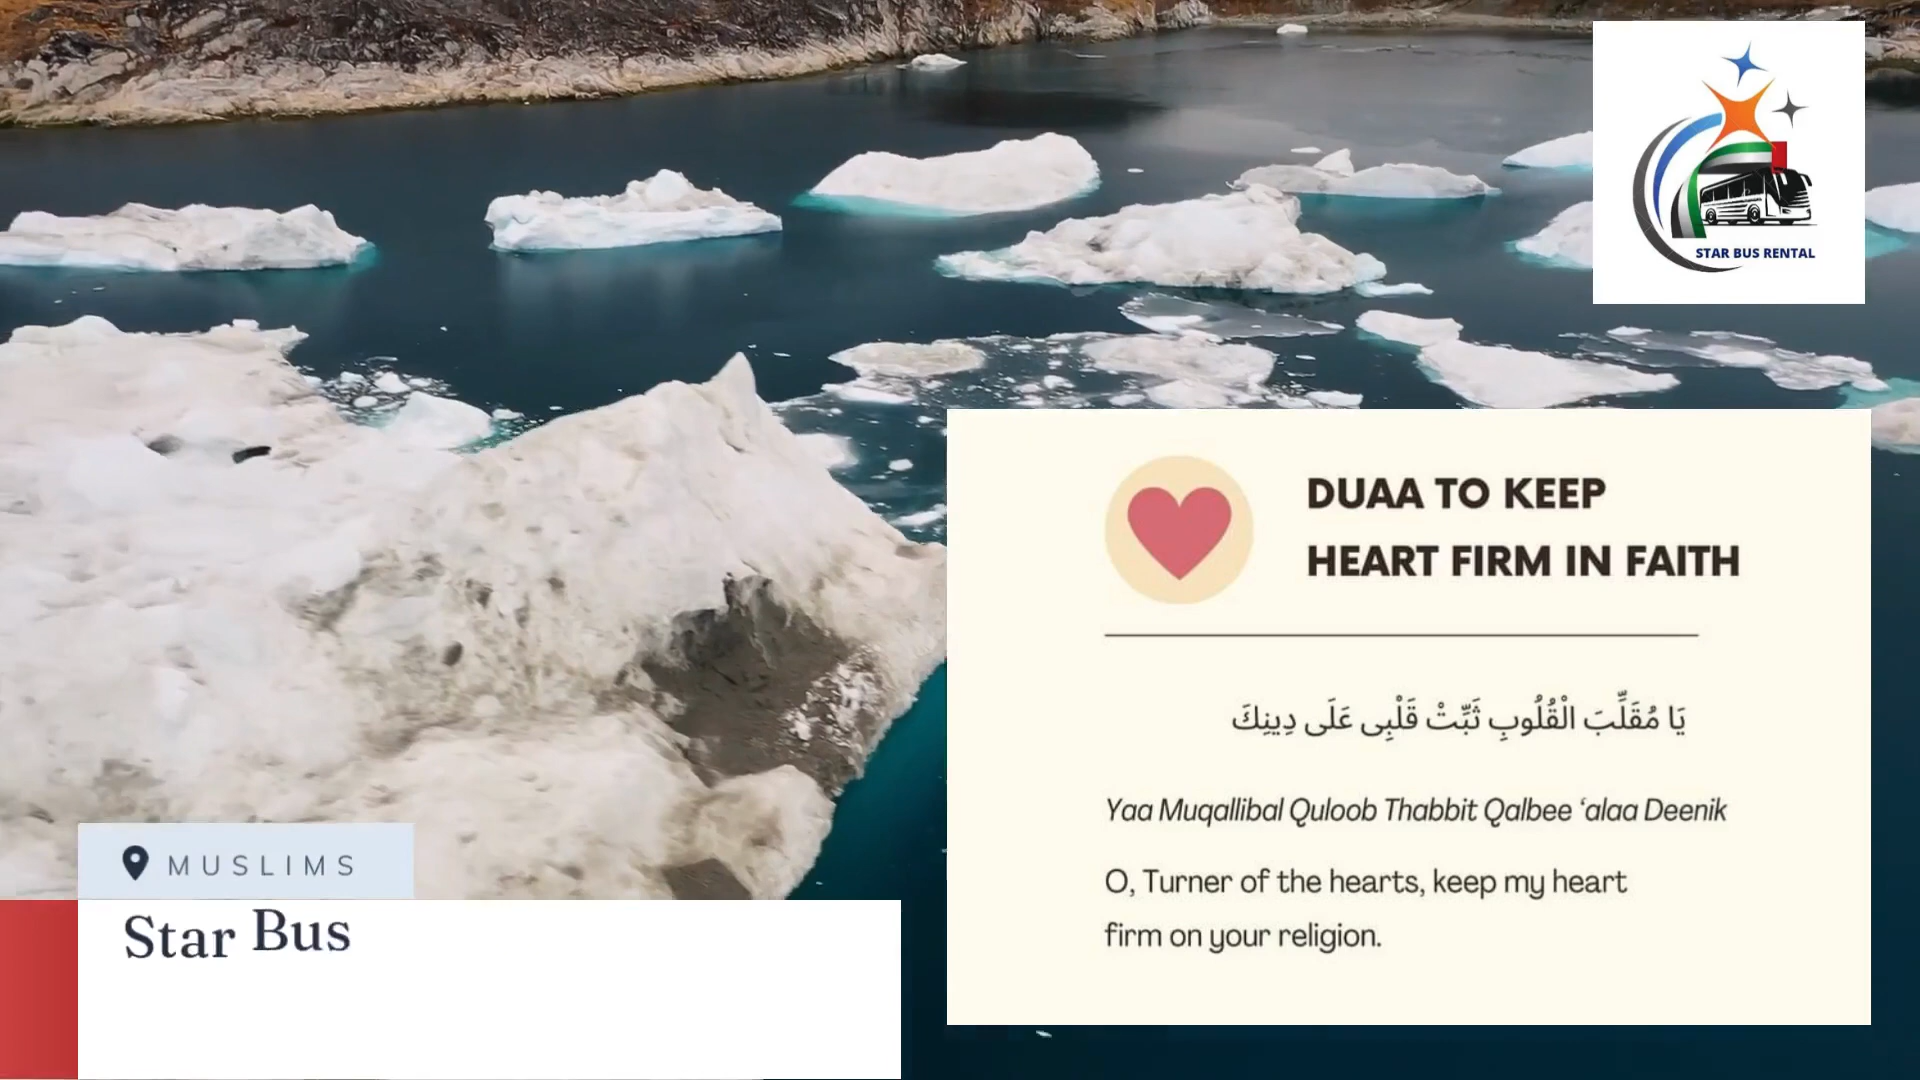 STAR BUS RENTAL
DUAA TO KEEP
HEART FIRM IN FAITH
يَا مُقَلِّبَ الْقُلُوبِ ثَبِّتْ قَلْبِى عَلَى دِينِكَ
Yaa Muqallibal Quloob Thabbit Qalbee ‘alaa Deenik
O, Turner of the hearts, keep my heart
firm on your religion.
MUSLIMS
Star Bus